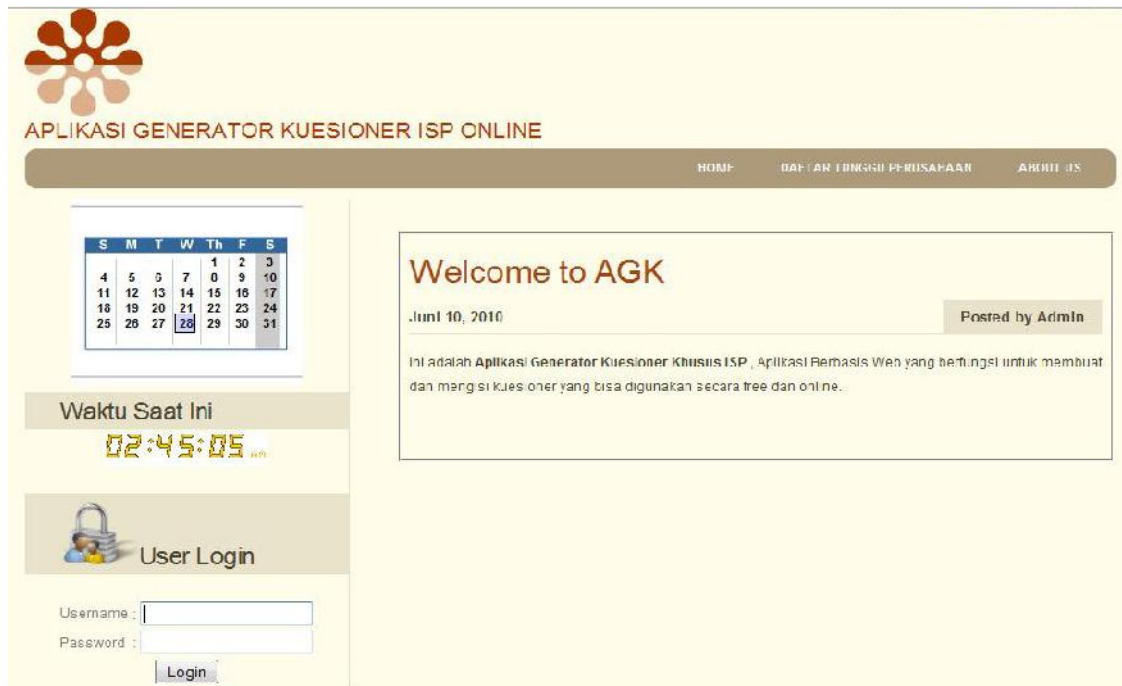 APLIKASI GENERATOR KUESIONER ISP ONLINE
HOME DAFTAR TUNGGU PERUSAHAAN ABOUT US
S M T W Th F S
1 2 3
4 5 6 7 8 9 10
11 12 13 14 15 16 17
18 19 20 21 22 23 24
25 26 27 28 29 30 31
Waktu Saat Ini
02:45:05 AM
User Login
Username :
Password :
Login
Welcome to AGK
Juni 10, 2010
Posted by Admin
Ini adalah Aplikasi Generator Kuesioner Khusus ISP , Aplikasi Berbasis Web yang berfungsi untuk membuat
dan mengisi kuesioner yang bisa digunakan secara free dan online.